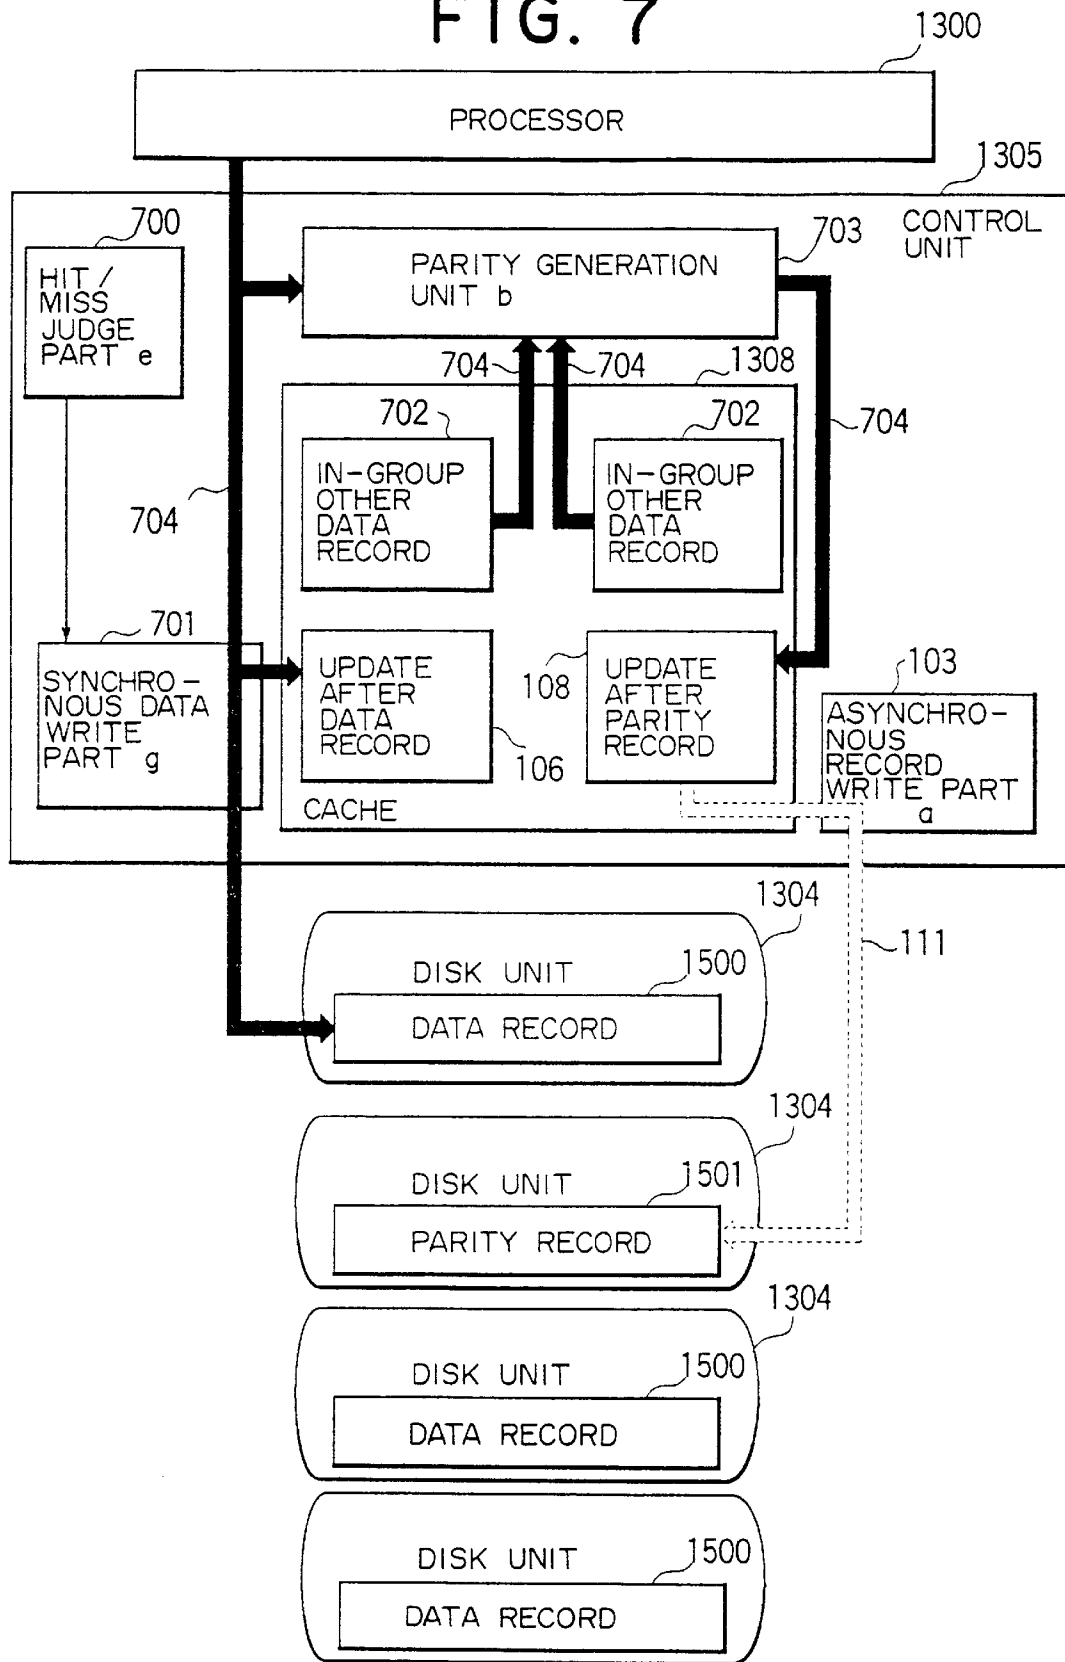 FIG. 7
1300
PROCESSOR
1305
CONTROL
UNIT
700
HIT /
MISS
JUDGE
PART e
703
PARITY GENERATION
UNIT b
704
704
1308
702
702
704
IN-GROUP
OTHER
DATA
RECORD
IN-GROUP
OTHER
DATA
RECORD
704
701
SYNCHRO-
NOUS DATA
WRITE
PART g
UPDATE
AFTER
DATA
RECORD
106
108
UPDATE
AFTER
PARITY
RECORD
103
ASYNCHRO-
NOUS
RECORD
WRITE PART
a
CACHE
1304
111
DISK UNIT
1500
DATA RECORD
1304
DISK UNIT
1501
PARITY RECORD
1304
DISK UNIT
1500
DATA RECORD
DISK UNIT
1500
DATA RECORD